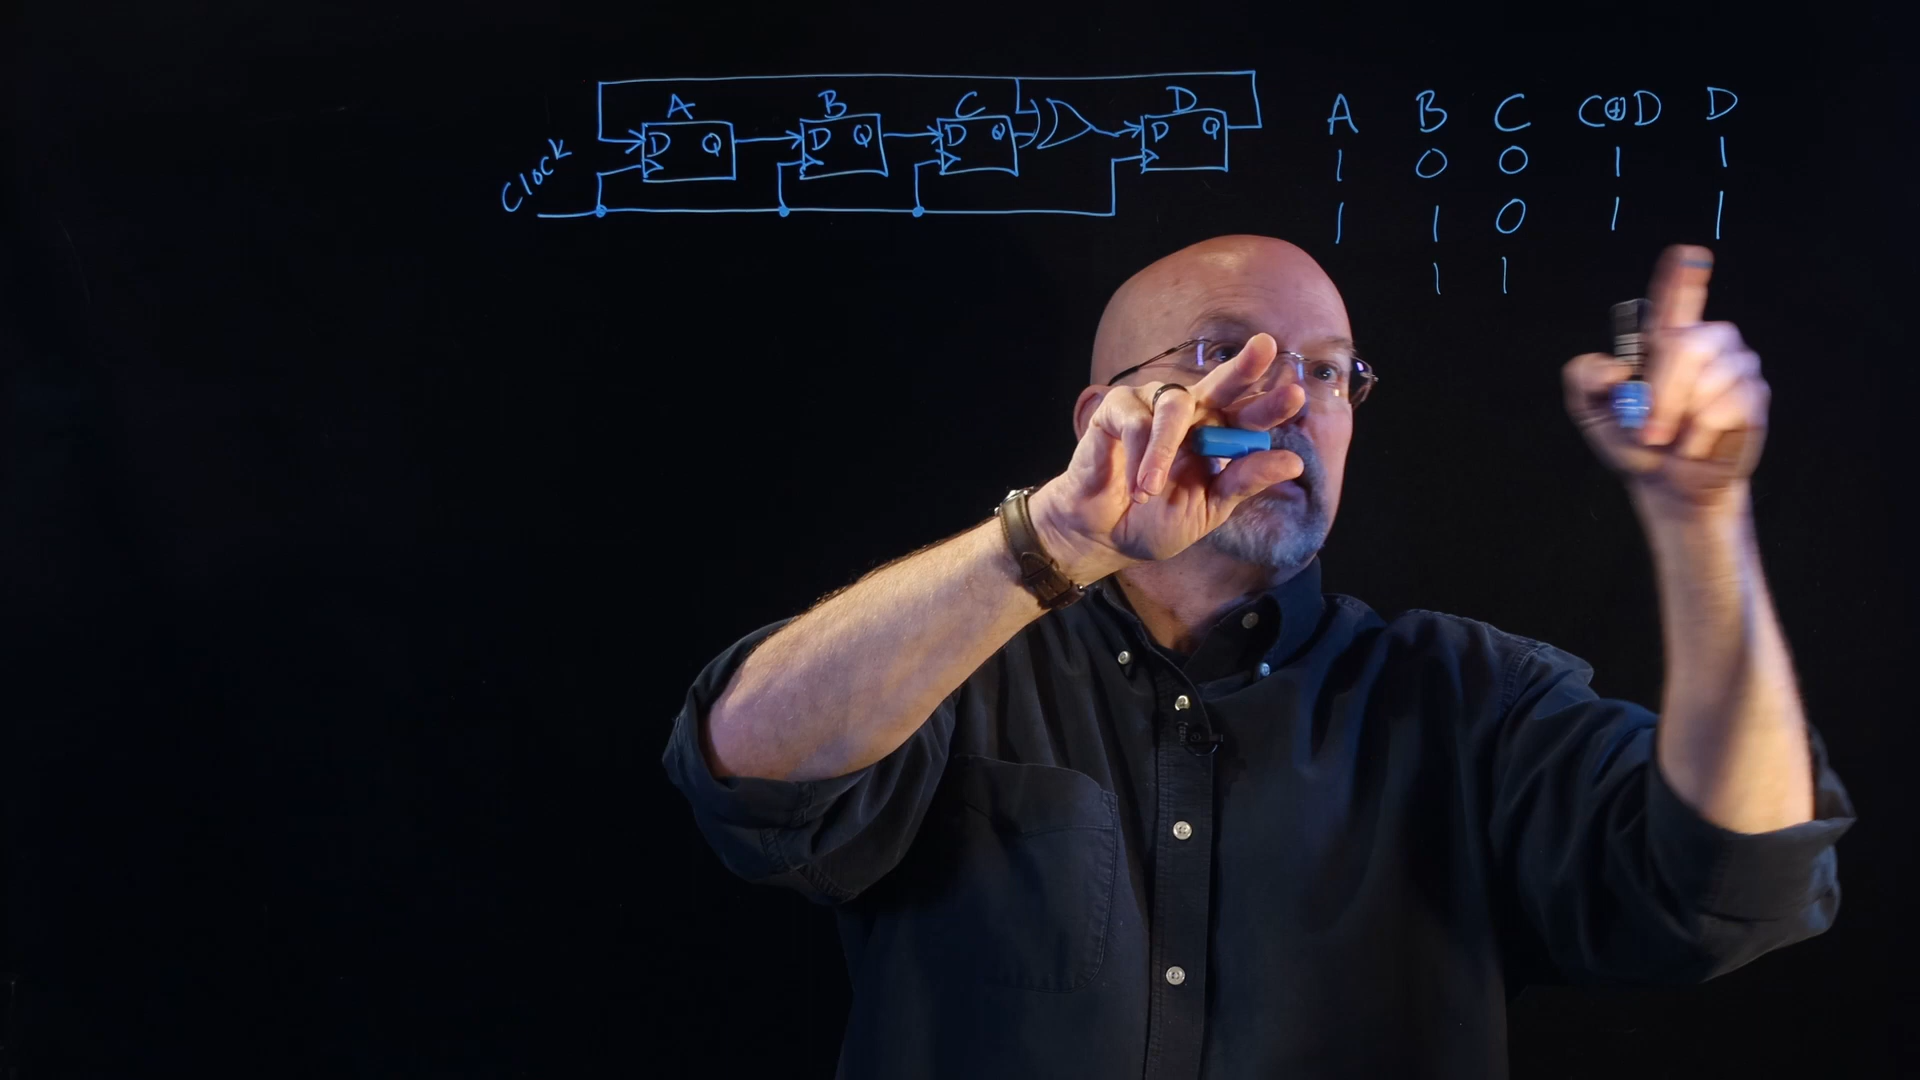 A B C D
D Q D Q D Q D Q
Clock
A B C C⊕D D
1 0 0 1 1
1 1 0 1 1
1 1